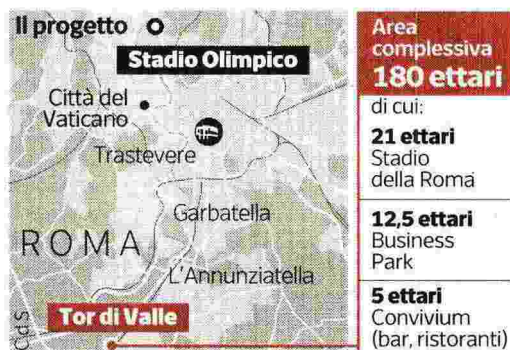 Il progetto
Stadio Olimpico
Città del
Vaticano
Trastevere
Garbatella
ROMA
L'Annunziatella
Tor di Valle
CdS
Area
complessiva
180 ettari
di cui:
21 ettari
Stadio
della Roma
12,5 ettari
Business
Park
5 ettari
Convivium
(bar, ristoranti)